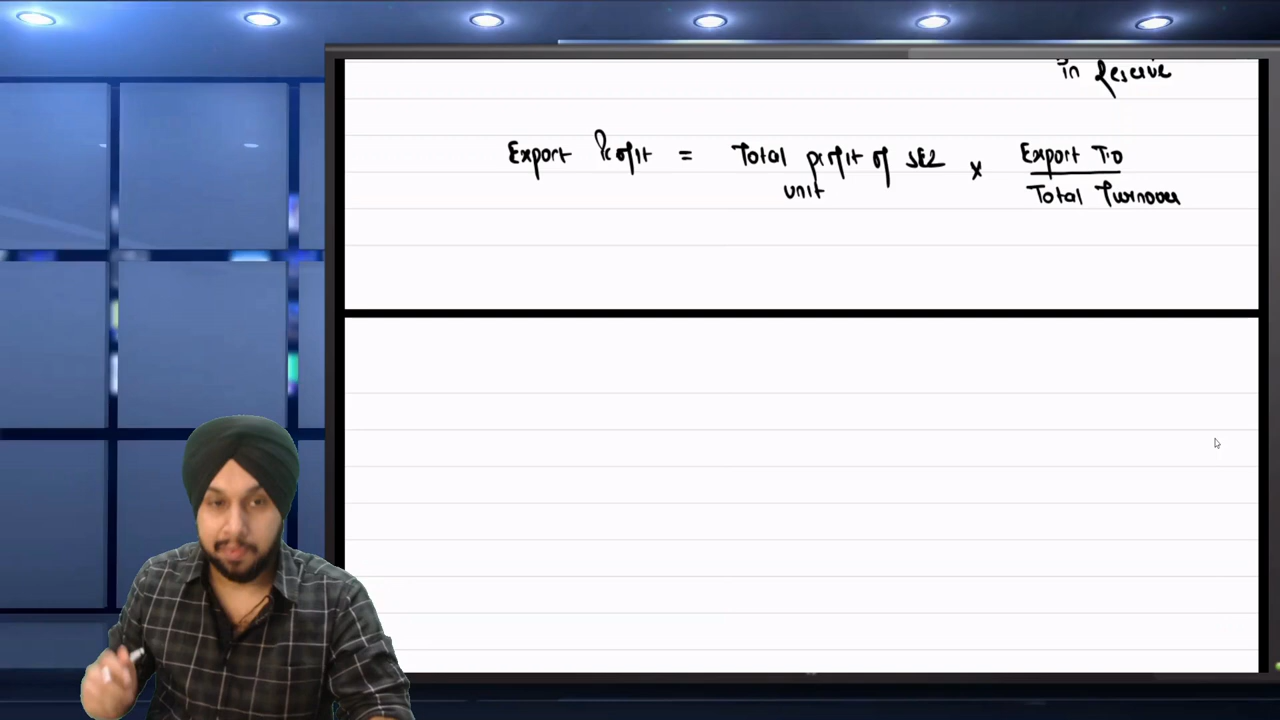 in Reserve
Export Profit = Total profit of SEZ unit × Export T.O / Total Turnover